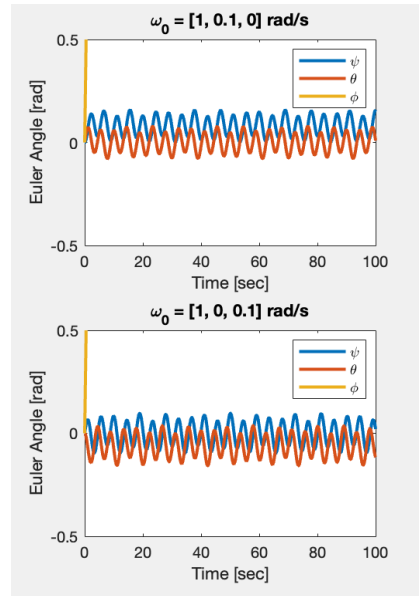 ω₀ = [1, 0.1, 0] rad/s
0.5
ψ
θ
ϕ
Euler Angle [rad]
0
-0.5
0 20 40 60 80 100
Time [sec]
ω₀ = [1, 0, 0.1] rad/s
0.5
ψ
θ
ϕ
Euler Angle [rad]
0
-0.5
0 20 40 60 80 100
Time [sec]